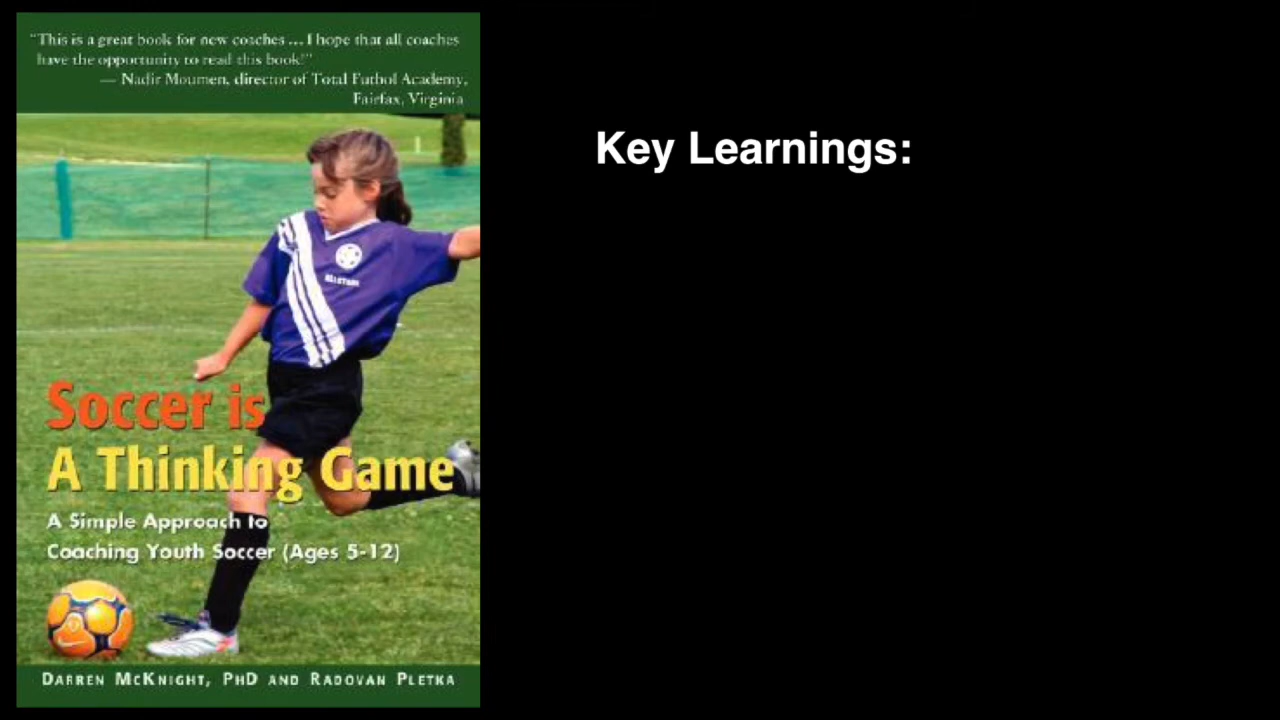 "This is a great book for new coaches ... I hope that all coaches
have the opportunity to read this book!"
— Nadir Moumen, director of Total Futbol Academy,
Fairfax, Virginia
Key Learnings:
Soccer is
A Thinking Game
A Simple Approach to
Coaching Youth Soccer (Ages 5-12)
DARREN MCKNIGHT, PHD AND RADOVAN PLETKA